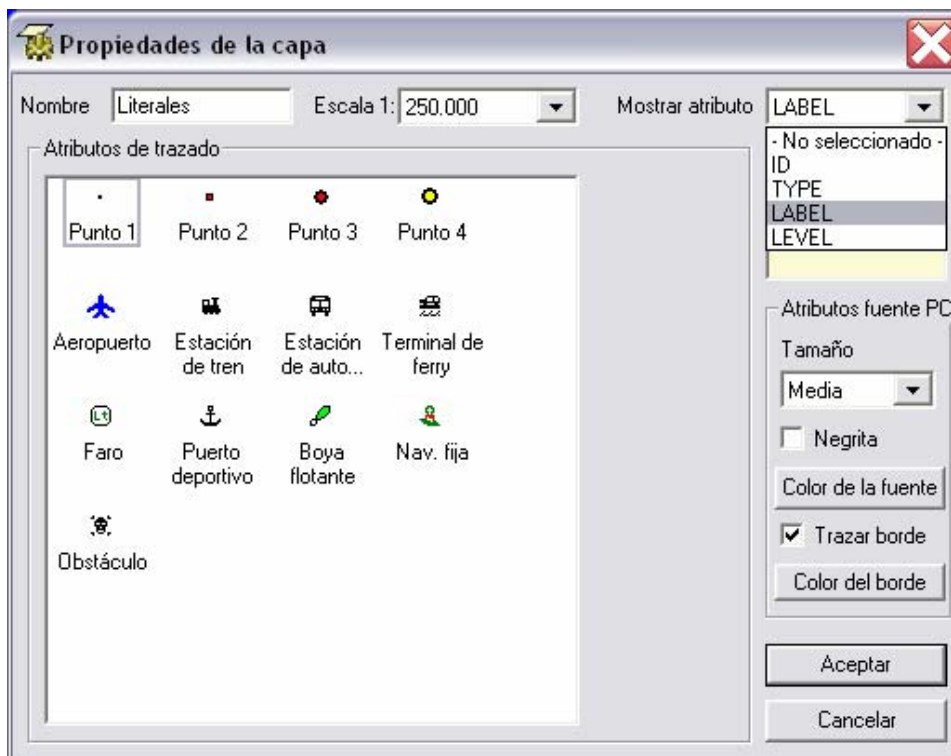 Propiedades de la capa
Nombre Literales Escala 1: 250.000 Mostrar atributo LABEL
- No seleccionado -
ID
TYPE
LABEL
LEVEL
Atributos de trazado
Punto 1 Punto 2 Punto 3 Punto 4
Aeropuerto Estación de tren Estación de auto... Terminal de ferry
Lt
Faro Puerto deportivo Boya flotante Nav. fija
Obstáculo
Atributos fuente PC
Tamaño
Media
Negrita
Color de la fuente
Trazar borde
Color del borde
Aceptar
Cancelar